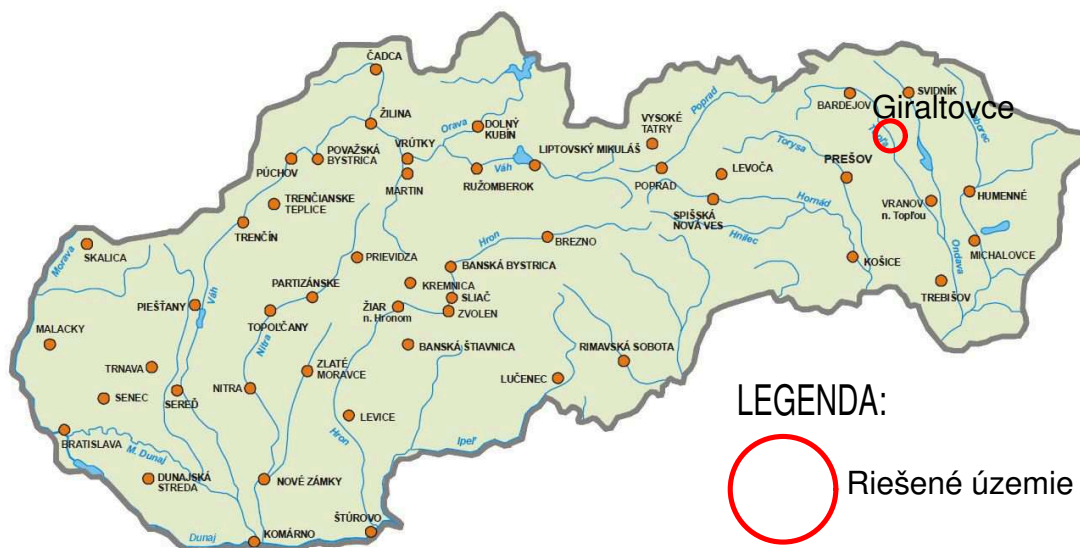 ČADCA
SVIDNÍK
BARDEJOV
Giraltovce
Poprad
ŽILINA
Orava
DOLNÝ
KUBÍN
VYSOKÉ
TATRY
Topľa
VRÚTKY
POVAŽSKÁ
BYSTRICA
LIPTOVSKÝ MIKULÁŠ
Torysa
PREŠOV
PÚCHOV
MARTIN
Váh
RUŽOMBEROK
POPRAD
LEVOČA
TRENČIANSKE
TEPLICE
Hornád
SPIŠSKÁ
NOVÁ VES
VRANOV
n. Topľou
HUMENNÉ
TRENČÍN
Hnilec
Morava
SKALICA
Hron
BREZNO
MICHALOVCE
PRIEVIDZA
BANSKÁ BYSTRICA
KOŠICE
Ondava
TREBIŠOV
PARTIZÁNSKE
KREMNICA
SLIAČ
Váh
PIEŠŤANY
ŽIAR
n. Hronom
ZVOLEN
TOPOĽČANY
MALACKY
Nitra
BANSKÁ ŠTIAVNICA
RIMAVSKÁ SOBOTA
TRNAVA
ZLATÉ
MORAVCE
LUČENEC
NITRA
SENEC
SEREĎ
LEVICE
LEGENDA:
BRATISLAVA
M. Dunaj
Hron
Ipeľ
DUNAJSKÁ
STREDA
NOVÉ ZÁMKY
Riešené územie
ŠTÚROVO
Dunaj
KOMÁRNO